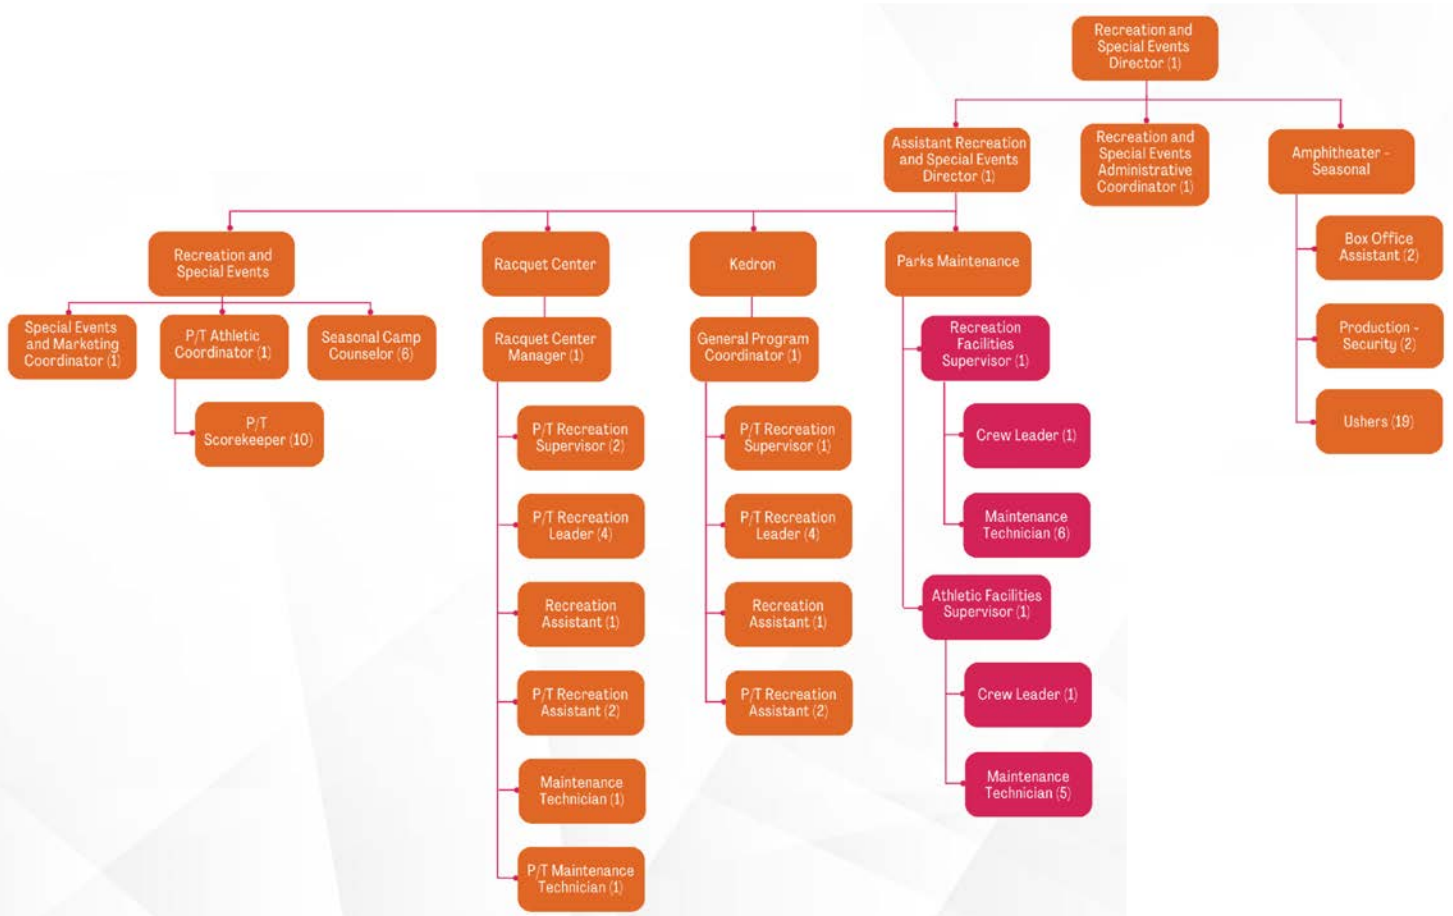 Recreation and
Special Events
Director (1)
Assistant Recreation
and Special Events
Director (1)
Recreation and
Special Events
Administrative
Coordinator (1)
Amphitheater –
Seasonal
Recreation and
Special Events
Racquet Center
Kedron
Parks Maintenance
Box Office
Assistant (2)
Production –
Security (2)
Ushers (19)
Special Events
and Marketing
Coordinator (1)
P/T Athletic
Coordinator (1)
Seasonal Camp
Counselor (6)
P/T
Scorekeeper (10)
Racquet Center
Manager (1)
P/T Recreation
Supervisor (2)
P/T Recreation
Leader (4)
Recreation
Assistant (1)
P/T Recreation
Assistant (2)
Maintenance
Technician (1)
P/T Maintenance
Technician (1)
General Program
Coordinator (1)
P/T Recreation
Supervisor (1)
P/T Recreation
Leader (4)
Recreation
Assistant (1)
P/T Recreation
Assistant (2)
Recreation
Facilities
Supervisor (1)
Crew Leader (1)
Maintenance
Technician (6)
Athletic Facilities
Supervisor (1)
Crew Leader (1)
Maintenance
Technician (5)